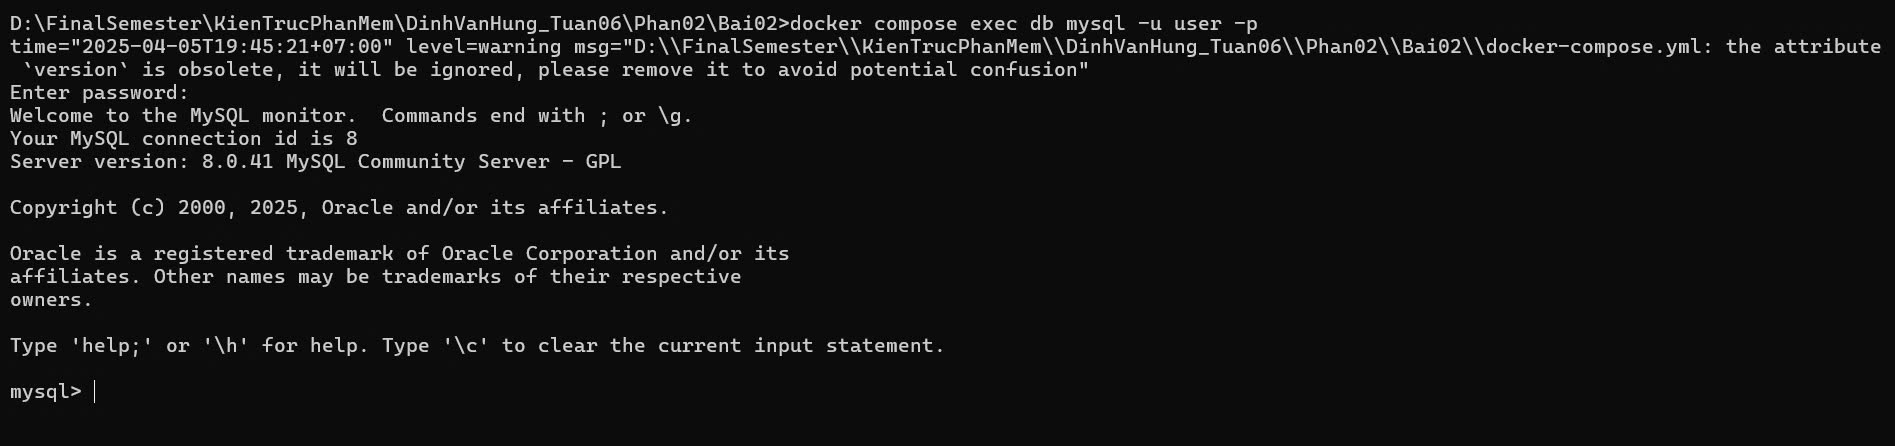 D:\FinalSemester\KienTrucPhanMem\DinhVanHung_Tuan06\Phan02\Bai02>docker compose exec db mysql -u user -p
time="2025-04-05T19:45:21+07:00" level=warning msg="D:\\FinalSemester\\KienTrucPhanMem\\DinhVanHung_Tuan06\\Phan02\\Bai02\\docker-compose.yml: the attribute
 `version` is obsolete, it will be ignored, please remove it to avoid potential confusion"
Enter password:
Welcome to the MySQL monitor.  Commands end with ; or \g.
Your MySQL connection id is 8
Server version: 8.0.41 MySQL Community Server - GPL

Copyright (c) 2000, 2025, Oracle and/or its affiliates.

Oracle is a registered trademark of Oracle Corporation and/or its
affiliates. Other names may be trademarks of their respective
owners.

Type 'help;' or '\h' for help. Type '\c' to clear the current input statement.

mysql>